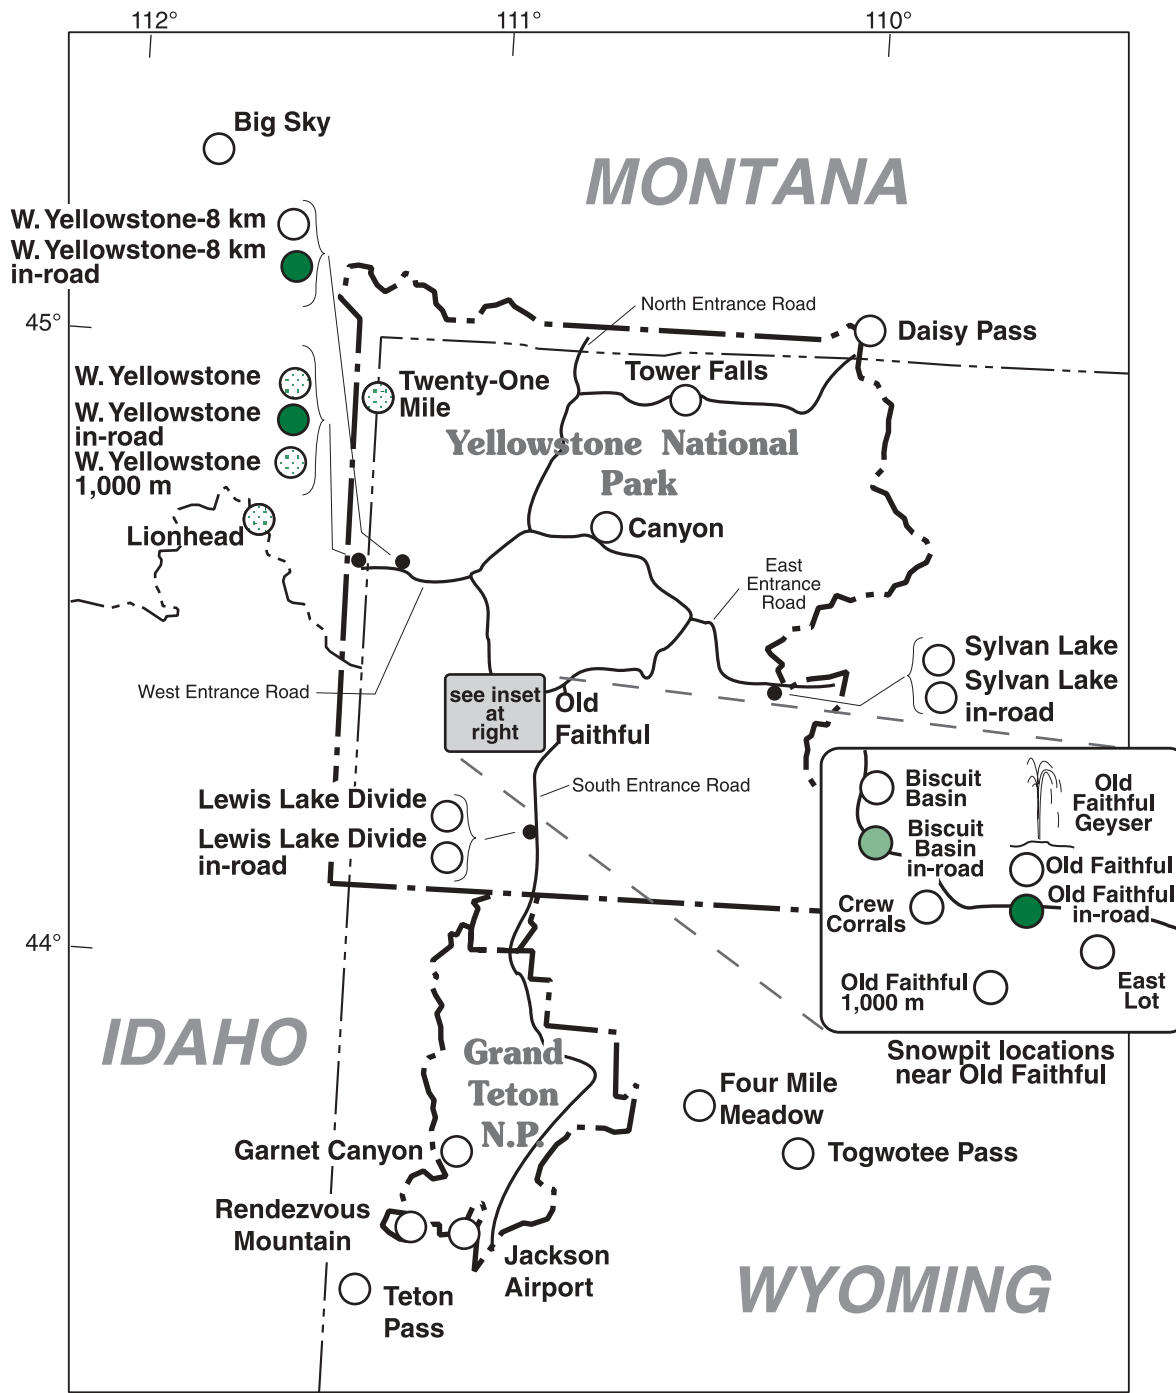 112°
111°
110°
Big Sky
MONTANA
W. Yellowstone-8 km
W. Yellowstone-8 km
in-road
North Entrance Road
45°
Daisy Pass
W. Yellowstone
W. Yellowstone
in-road
W. Yellowstone
1,000 m
Twenty-One
Mile
Tower Falls
Yellowstone National
Park
Lionhead
Canyon
East
Entrance
Road
Sylvan Lake
Sylvan Lake
in-road
West Entrance Road
see inset
at
right
Old
Faithful
South Entrance Road
Lewis Lake Divide
Lewis Lake Divide
in-road
Biscuit
Basin
Old
Faithful
Geyser
Biscuit
Basin
in-road
Old Faithful
Old Faithful
in-road
Crew
Corrals
East
Lot
Old Faithful
1,000 m
44°
Snowpit locations
near Old Faithful
IDAHO
Grand
Teton
N.P.
Four Mile
Meadow
Garnet Canyon
Togwotee Pass
Rendezvous
Mountain
Jackson
Airport
Teton
Pass
WYOMING